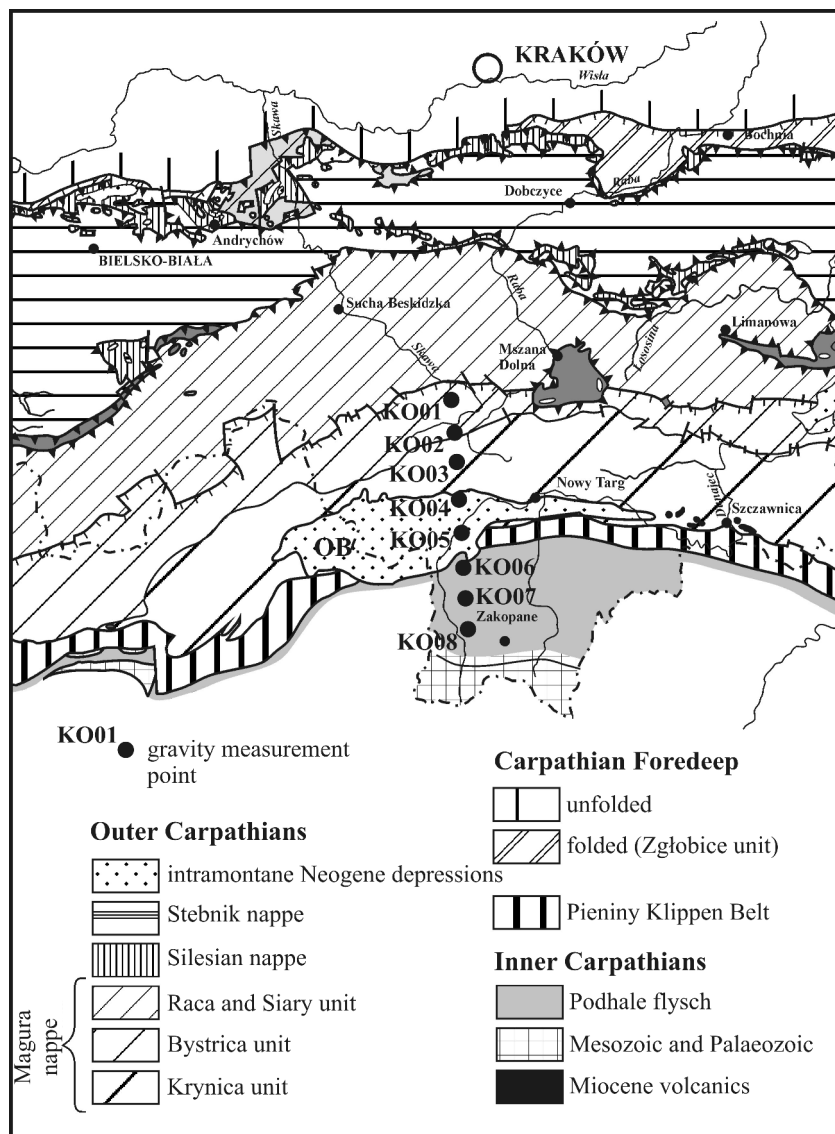 KRAKÓW
Wisła
Skawa
Bochnia
Raba
Dobczyce
Andrychów
BIELSKO-BIAŁA
Raba
Sucha Beskidzka
Łososina
Limanowa
Skawa
Mszana
Dolna
KO01
KO02
KO03
Nowy Targ
Dunajec
KO04
Szczawnica
OB
KO05
KO06
KO07
Zakopane
KO08
KO01
gravity measurement
point
Carpathian Foredeep
unfolded
folded (Zgłobice unit)
Pieniny Klippen Belt
Inner Carpathians
Podhale flysch
Mesozoic and Palaeozoic
Miocene volcanics
Outer Carpathians
intramontane Neogene depressions
Stebnik nappe
Silesian nappe
Raca and Siary unit
Bystrica unit
Krynica unit
Magura
nappe